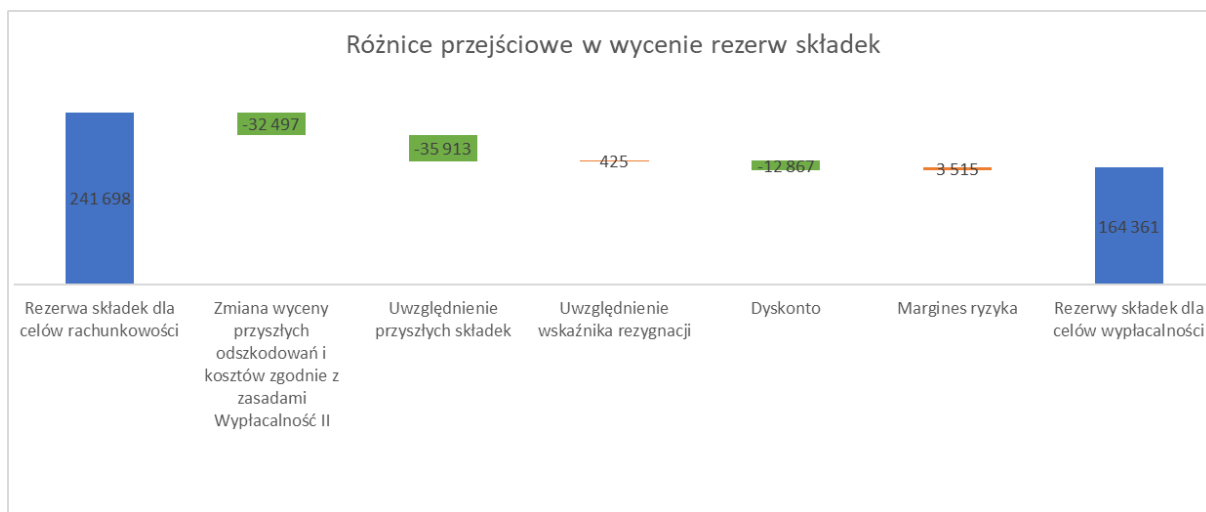 Różnice przejściowe w wycenie rezerw składek
241 698
-32 497
-35 913
425
-12 867
3 515
164 361
Rezerwa składek dla
celów rachunkowości
Zmiana wyceny
przyszłych
odszkodowań i
kosztów zgodnie z
zasadami
Wypłacalność II
Uwzględnienie
przyszłych składek
Uwzględnienie
wskaźnika rezygnacji
Dyskonto
Margines ryzyka
Rezerwy składek dla
celów wypłacalności